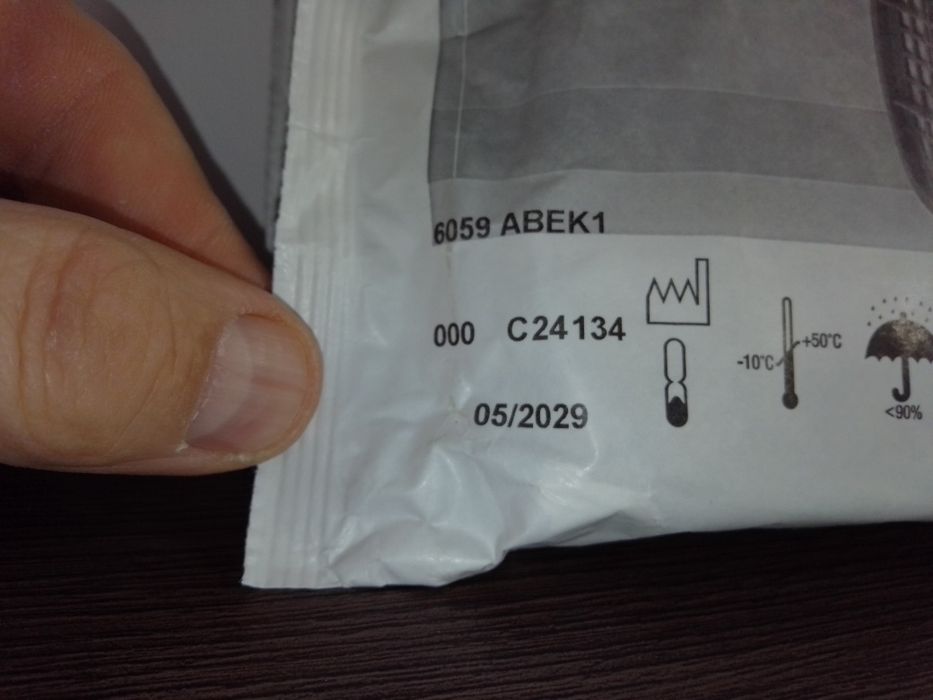 6059 ABEK1
000 C24134
-10°C +50°C
<90%
05/2029